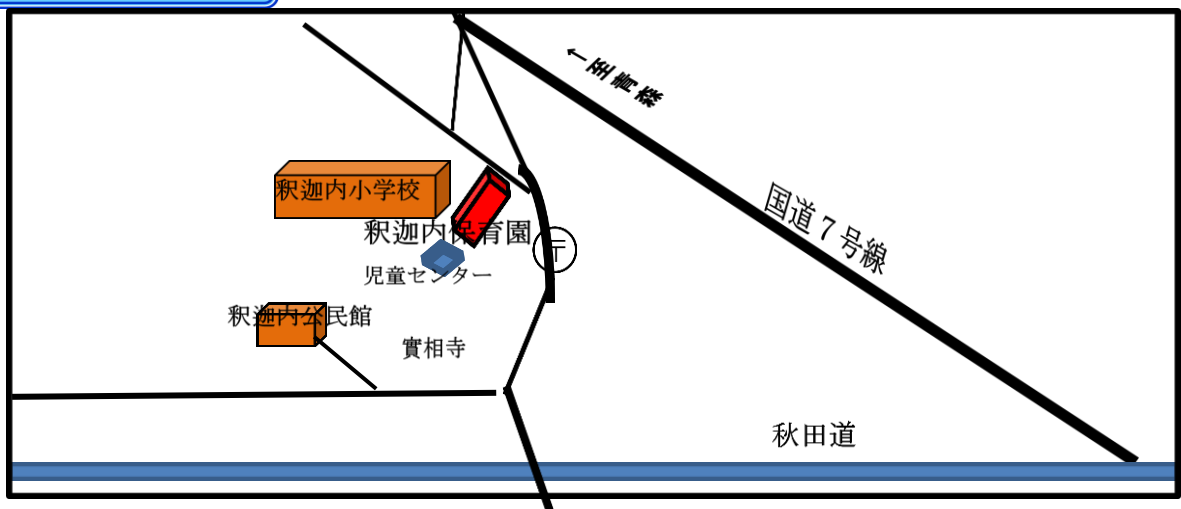 ←至青森
国道７号線
釈迦内小学校
釈迦内保育園
〒
児童センター
釈迦内公民館
實相寺
秋田道